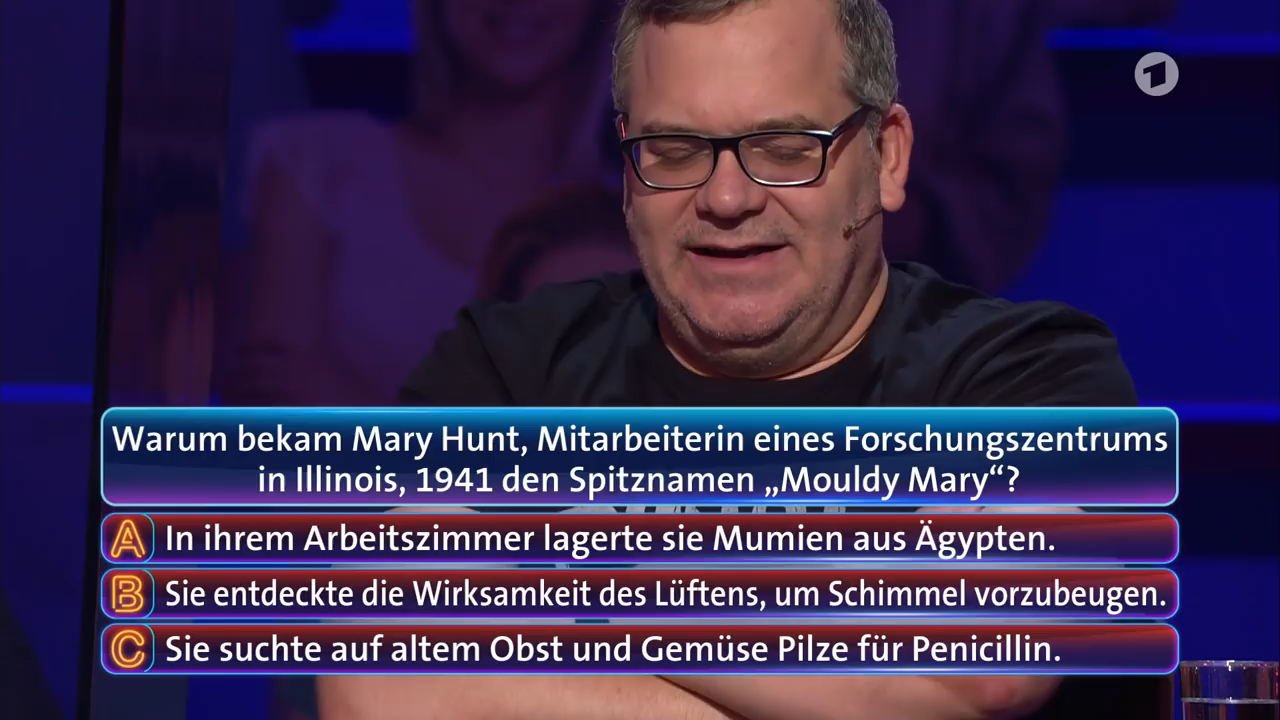 Warum bekam Mary Hunt, Mitarbeiterin eines Forschungszentrums
in Illinois, 1941 den Spitznamen „Mouldy Mary“?
A In ihrem Arbeitszimmer lagerte sie Mumien aus Ägypten.
B Sie entdeckte die Wirksamkeit des Lüftens, um Schimmel vorzubeugen.
C Sie suchte auf altem Obst und Gemüse Pilze für Penicillin.
1